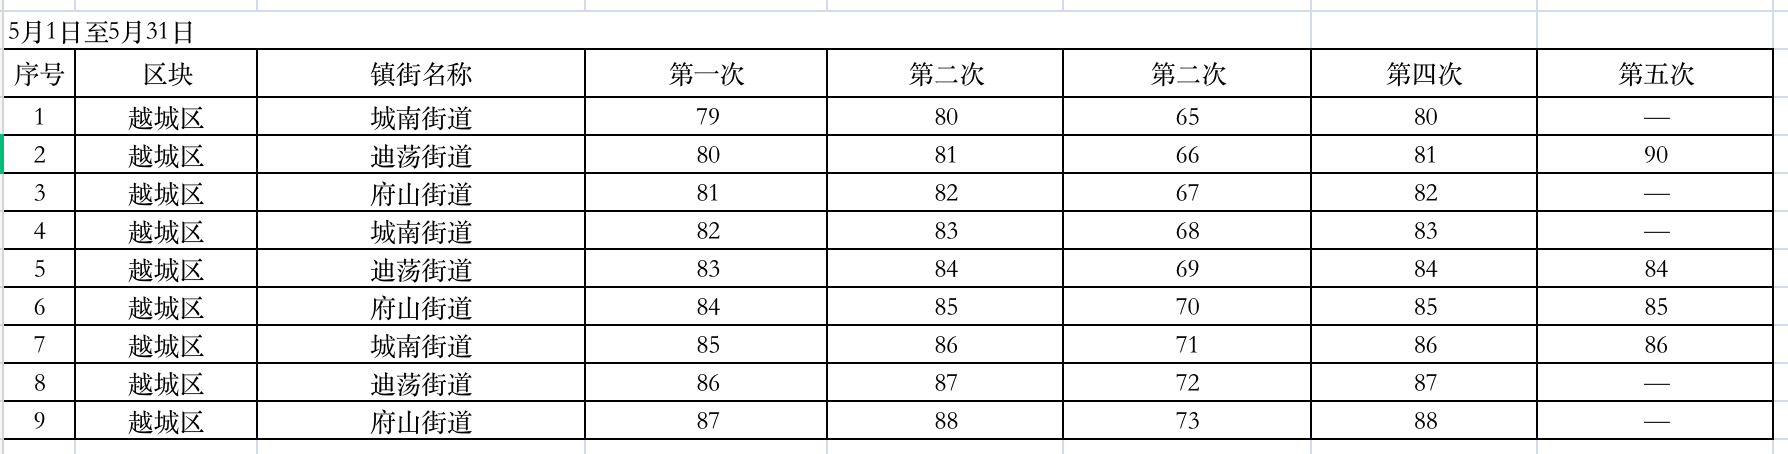 5月1日至5月31日
序号 区块 镇街名称 第一次 第二次 第二次 第四次 第五次
1 越城区 城南街道 79 80 65 80 —
2 越城区 迪荡街道 80 81 66 81 90
3 越城区 府山街道 81 82 67 82 —
4 越城区 城南街道 82 83 68 83 —
5 越城区 迪荡街道 83 84 69 84 84
6 越城区 府山街道 84 85 70 85 85
7 越城区 城南街道 85 86 71 86 86
8 越城区 迪荡街道 86 87 72 87 —
9 越城区 府山街道 87 88 73 88 —